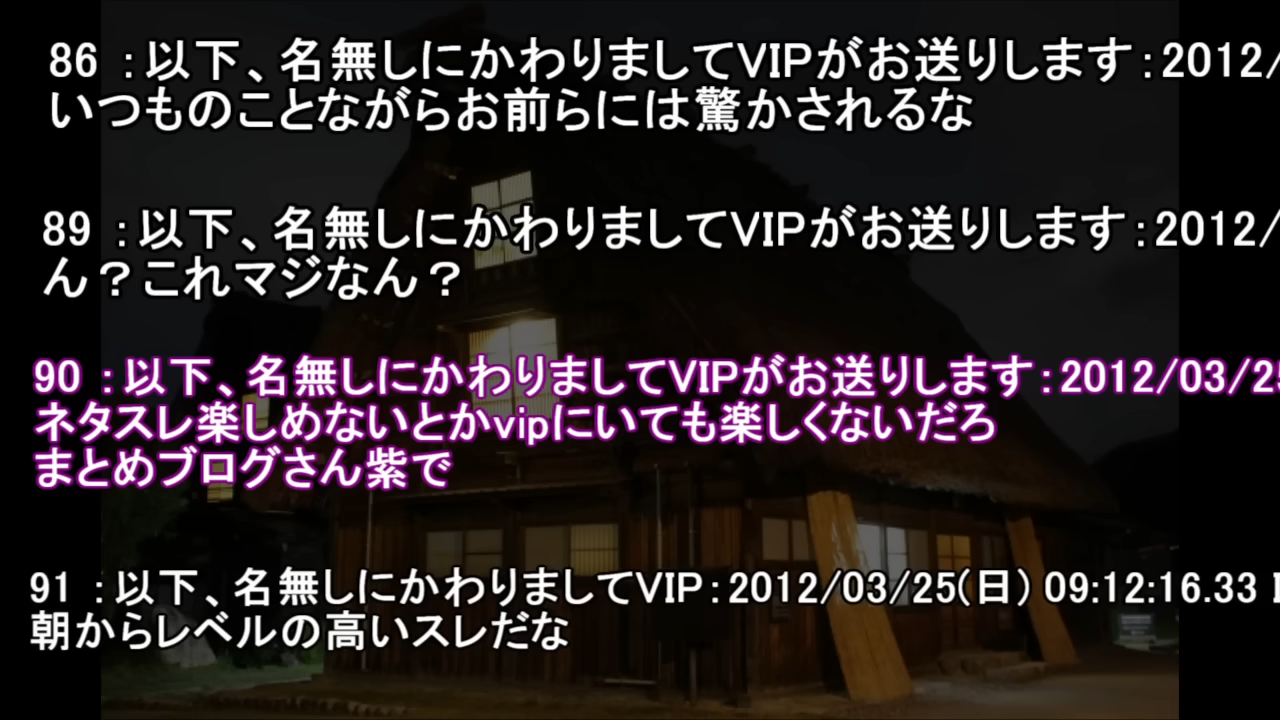 86 ：以下、名無しにかわりましてVIPがお送りします：2012/
いつものことながらお前らには驚かされるな
89 ：以下、名無しにかわりましてVIPがお送りします：2012/
ん？これマジなん？
90 ：以下、名無しにかわりましてVIPがお送りします：2012/03/25
ネタスレ楽しめないとかvipにいても楽しくないだろ
まとめブログさん紫で
91 ：以下、名無しにかわりましてVIP：2012/03/25(日) 09:12:16.33
朝からレベルの高いスレだな